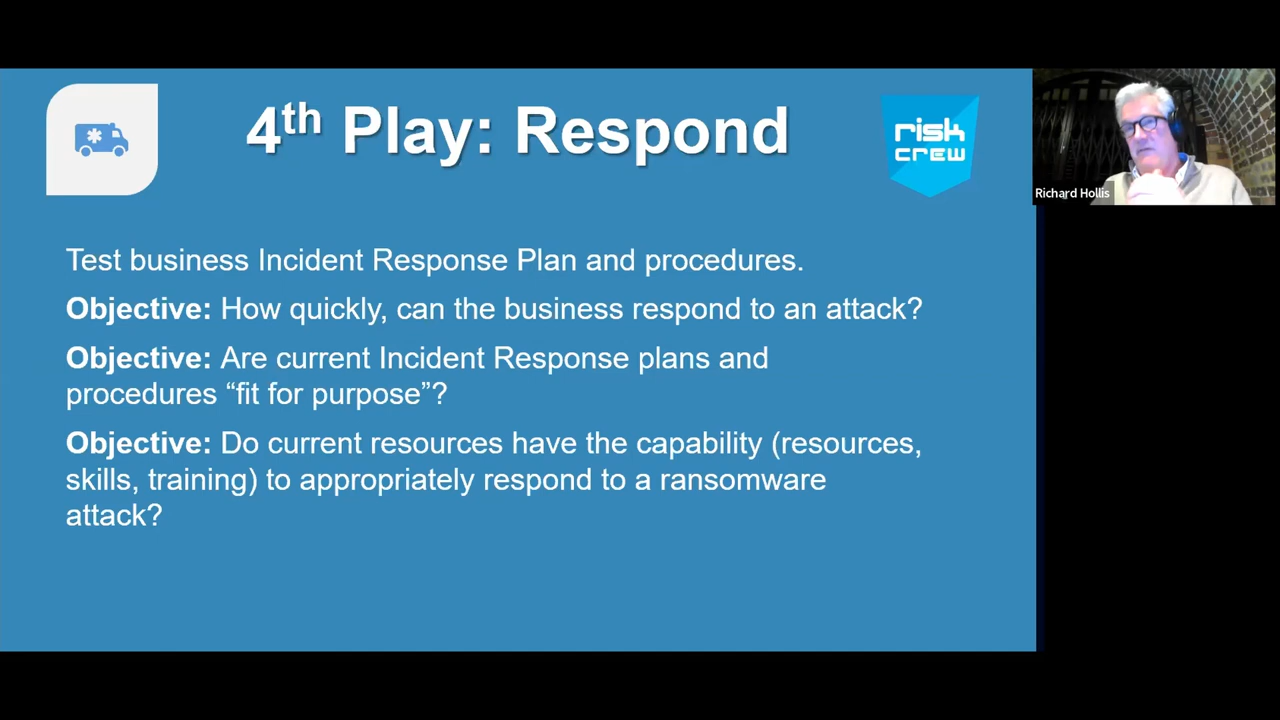 4th Play: Respond
risk
crew
Richard Hollis
Test business Incident Response Plan and procedures.
Objective: How quickly, can the business respond to an attack?
Objective: Are current Incident Response plans and
procedures “fit for purpose”?
Objective: Do current resources have the capability (resources,
skills, training) to appropriately respond to a ransomware
attack?